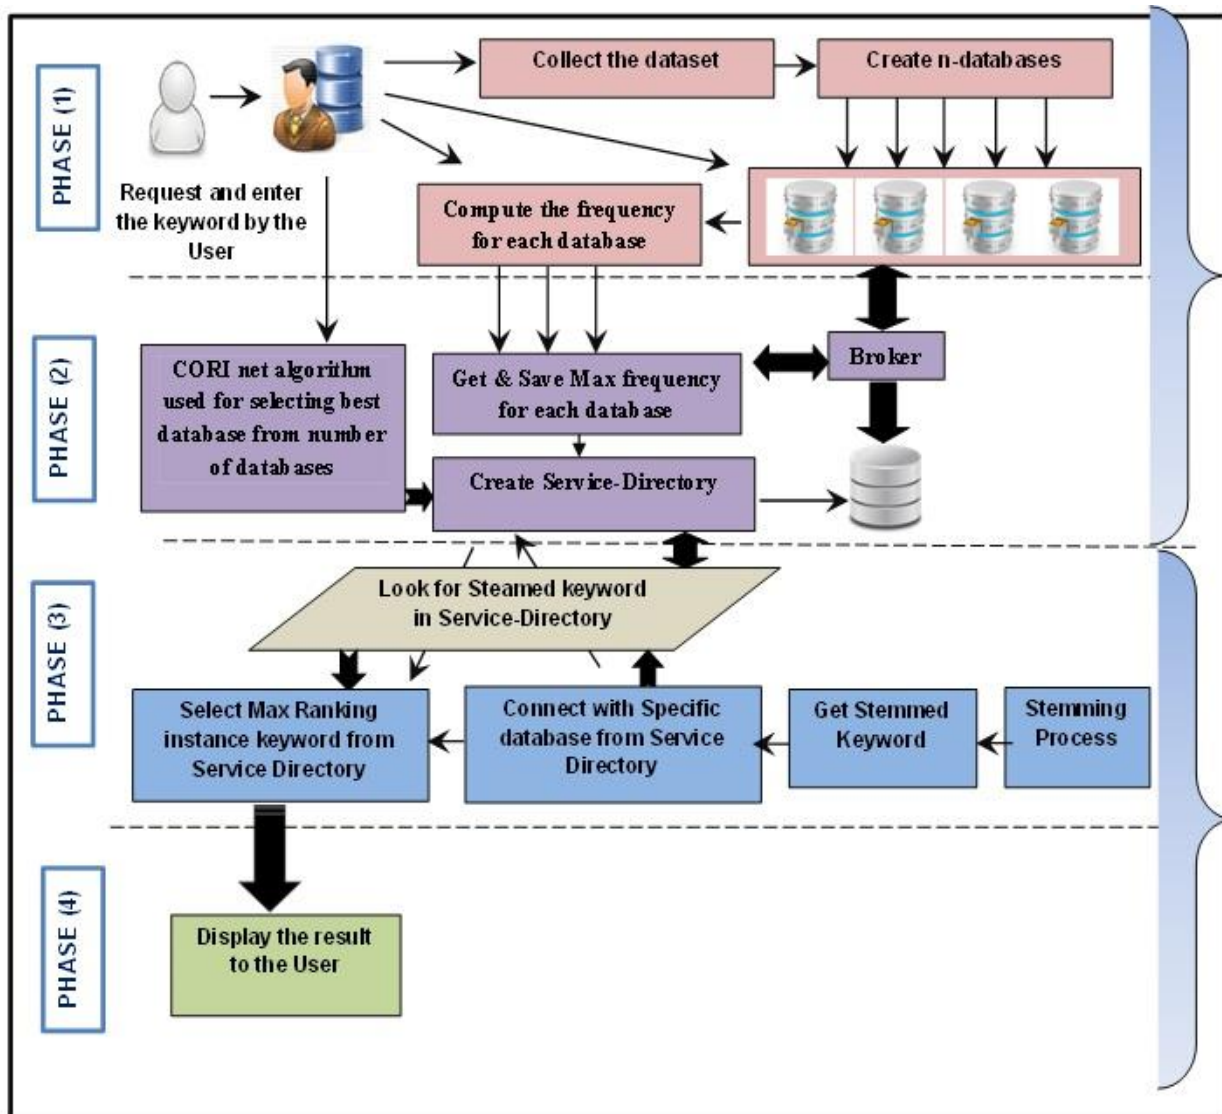 PHASE (1)
Collect the dataset
Create n-databases
Request and enter
the keyword by the
User
Compute the frequency
for each database
PHASE (2)
CORI net algorithm
used for selecting best
database from number
of databases
Get & Save Max frequency
for each database
Broker
Create Service-Directory
PHASE (3)
Look for Steamed keyword
in Service-Directory
Select Max Ranking
instance keyword from
Service Directory
Connect with Specific
database from Service
Directory
Get Stemmed
Keyword
Stemming
Process
PHASE (4)
Display the result
to the User